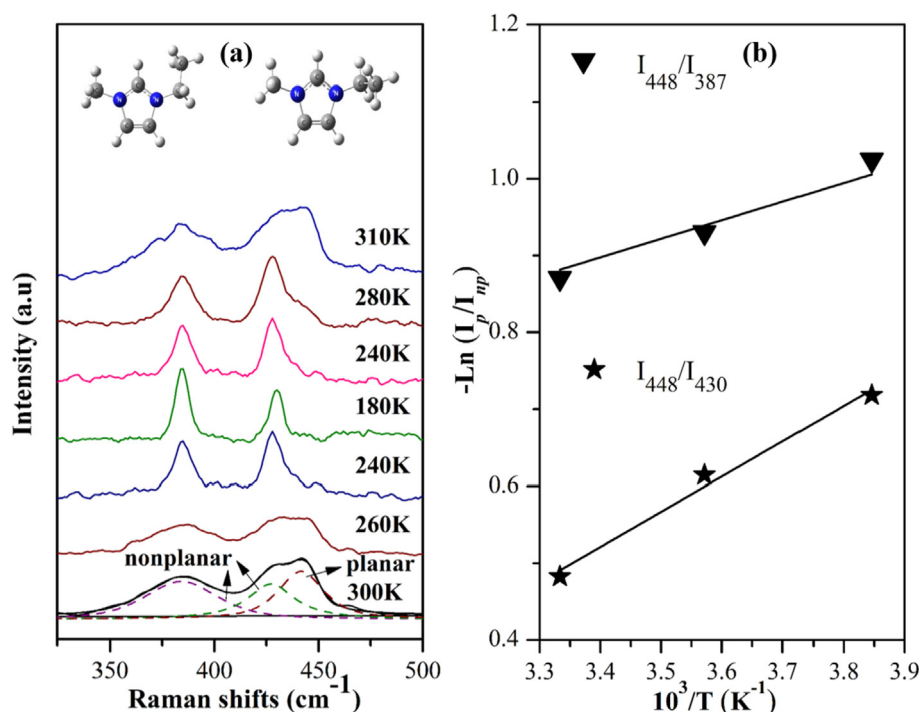 (a)
N N N N
310K
280K
240K
180K
240K
260K
nonplanar
planar
300K
Intensity (a.u)
350 400 450 500
Raman shifts (cm⁻¹)
(b)
I₄₄₈/I₃₈₇
I₄₄₈/I₄₃₀
-Ln (Iₚ/Iₙₚ)
1.2
1.0
0.8
0.6
0.4
3.3 3.4 3.5 3.6 3.7 3.8 3.9
10³/T (K⁻¹)